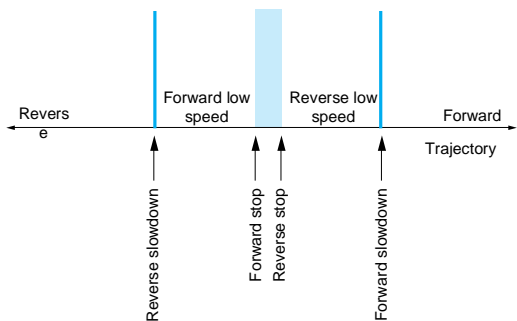 Forward low
speed
Reverse low
speed
Revers
e
Forward
Trajectory
Reverse slowdown
Forward stop
Reverse stop
Forward slowdown